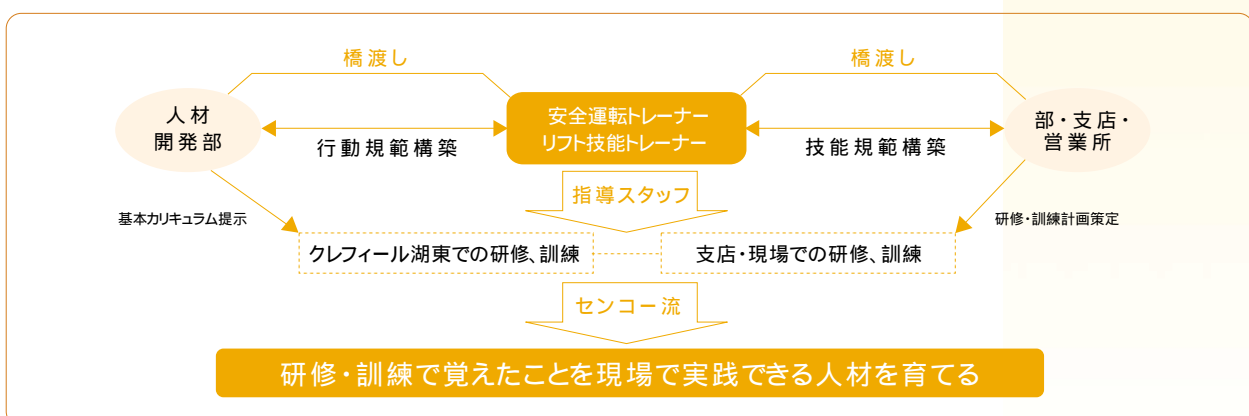 橋渡し
橋渡し
人材
開発部
安全運転トレーナー
リフト技能トレーナー
部・支店・
営業所
行動規範構築
技能規範構築
指導スタッフ
基本カリキュラム提示
研修・訓練計画策定
クレフィール湖東での研修、訓練
支店・現場での研修、訓練
センコー流
研修・訓練で覚えたことを現場で実践できる人材を育てる